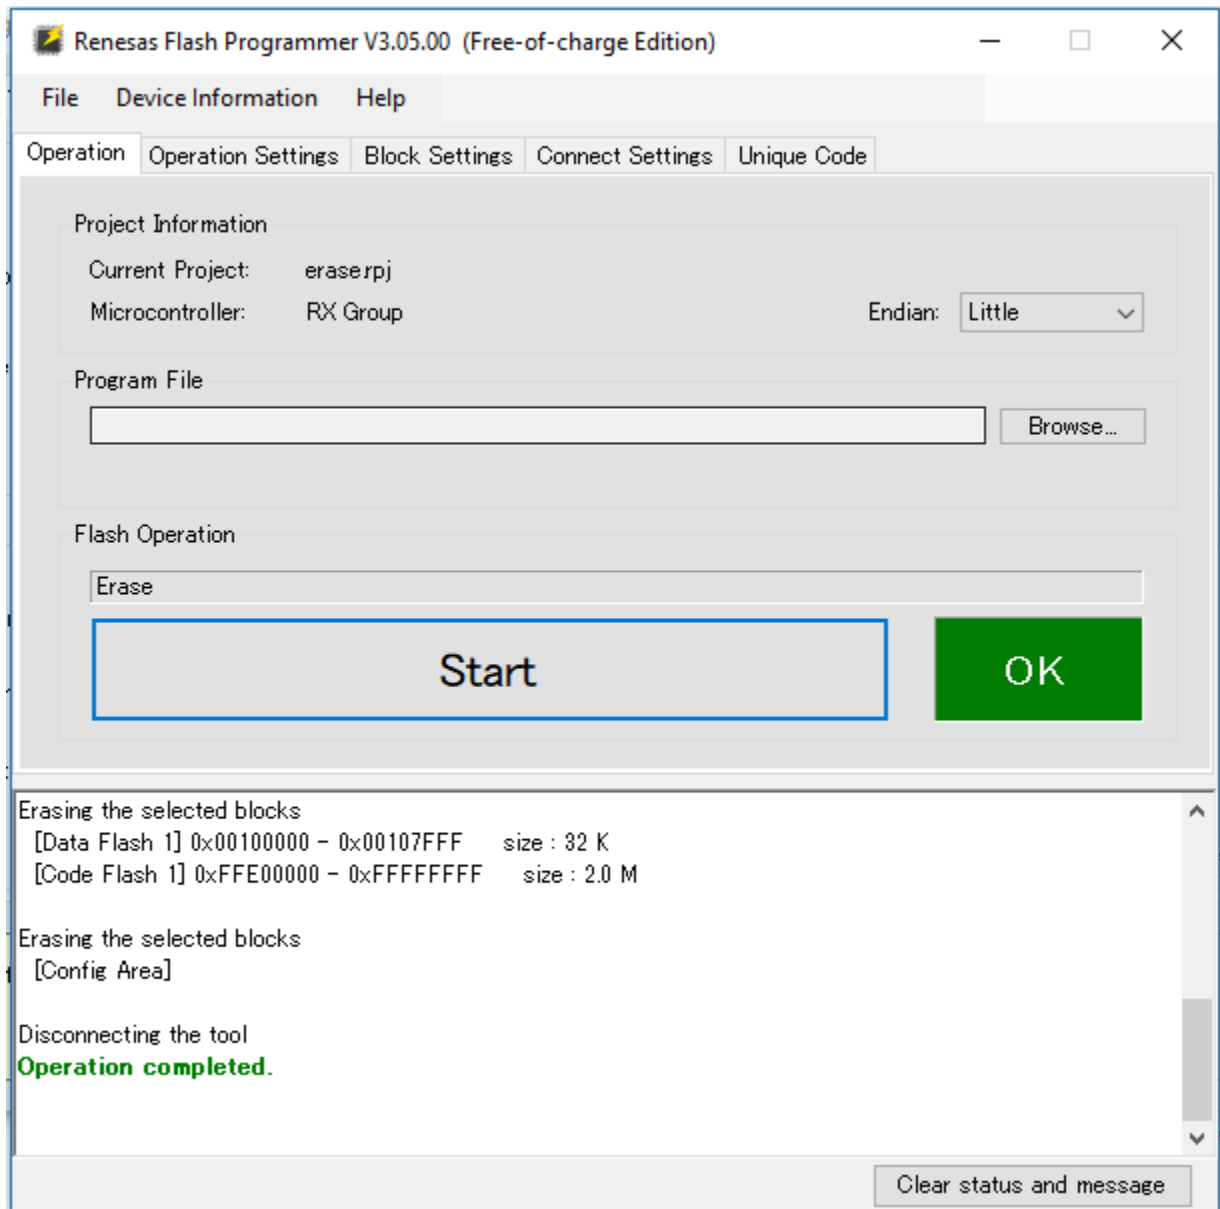 Renesas Flash Programmer V3.05.00 (Free-of-charge Edition)
File Device Information Help
Operation Operation Settings Block Settings Connect Settings Unique Code
Project Information
Current Project: erase.rpj
Microcontroller: RX Group Endian: Little
Program File
Browse...
Flash Operation
Erase
Start OK
Erasing the selected blocks
[Data Flash 1] 0x00100000 - 0x00107FFF size : 32 K
[Code Flash 1] 0xFFE00000 - 0xFFFFFFFF size : 2.0 M
Erasing the selected blocks
[Config Area]
Disconnecting the tool
Operation completed.
Clear status and message